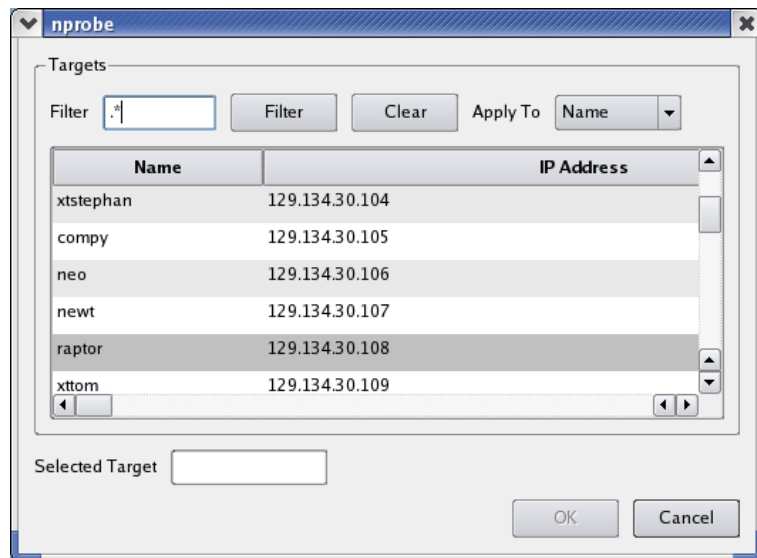 nprobe
Targets
Filter .* Filter Clear Apply To Name
Name IP Address
xtstephan 129.134.30.104
compy 129.134.30.105
neo 129.134.30.106
newt 129.134.30.107
raptor 129.134.30.108
xttom 129.134.30.109
Selected Target
OK Cancel